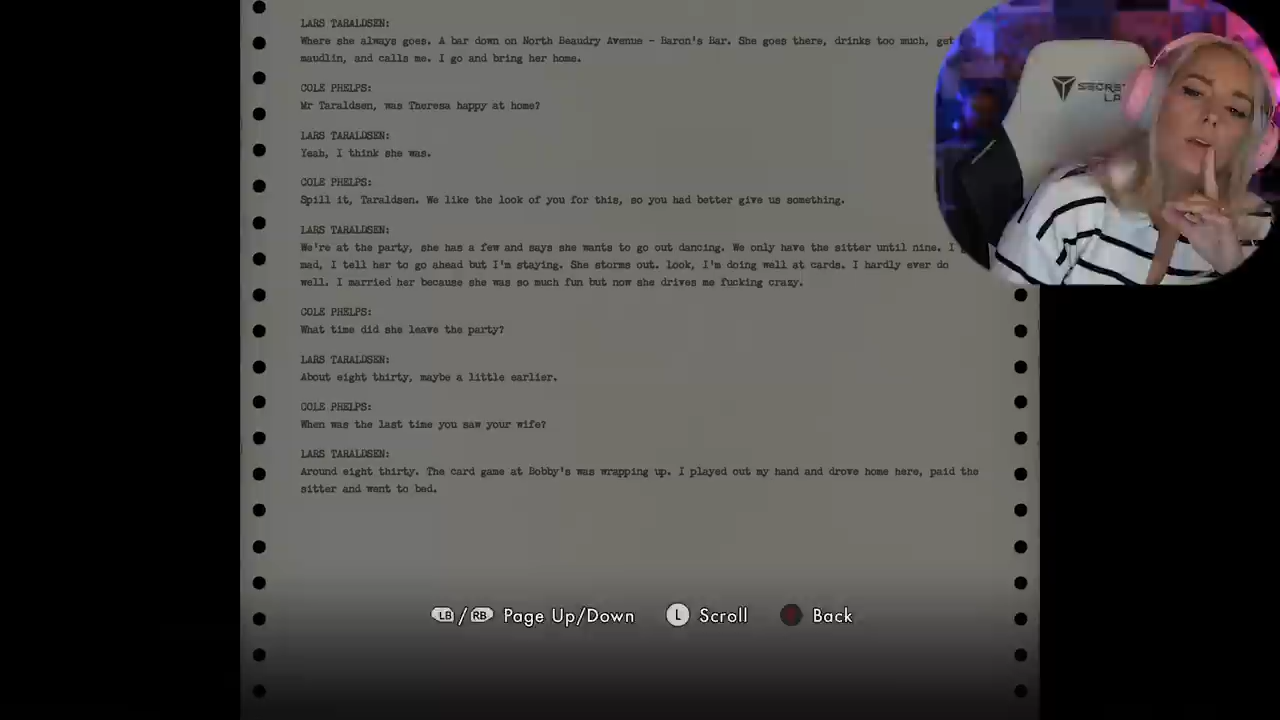 LARS TARALDSEN:
Where she always goes. A bar down on North Beaudry Avenue - Baron's Bar. She goes there, drinks too much, get
maudlin, and calls me. I go and bring her home.
COLE PHELPS:
Mr Taraldsen, was Theresa happy at home?
LARS TARALDSEN:
Yeah, I think she was.
COLE PHELPS:
Spill it, Taraldsen. We like the look of you for this, so you had better give us something.
LARS TARALDSEN:
We're at the party, she has a few and says she wants to go out dancing. We only have the sitter until nine. I
mad, I tell her to go ahead but I'm staying. She storms out. look, I'm doing well at cards. I hardly ever do
well. I married her because she was so much fun but now she drives me fucking crazy.
COLE PHELPS:
What time did she leave the party?
LARS TARALDSEN:
About eight thirty, maybe a little earlier.
COLE PHELPS:
When was the last time you saw your wife?
LARS TARALDSEN:
Around eight thirty. The card game at Bobby's was wrapping up. I played out my hand and drove home here, paid the
sitter and went to bed.
LB / RB Page Up/Down L Scroll Back
SECRET
LA